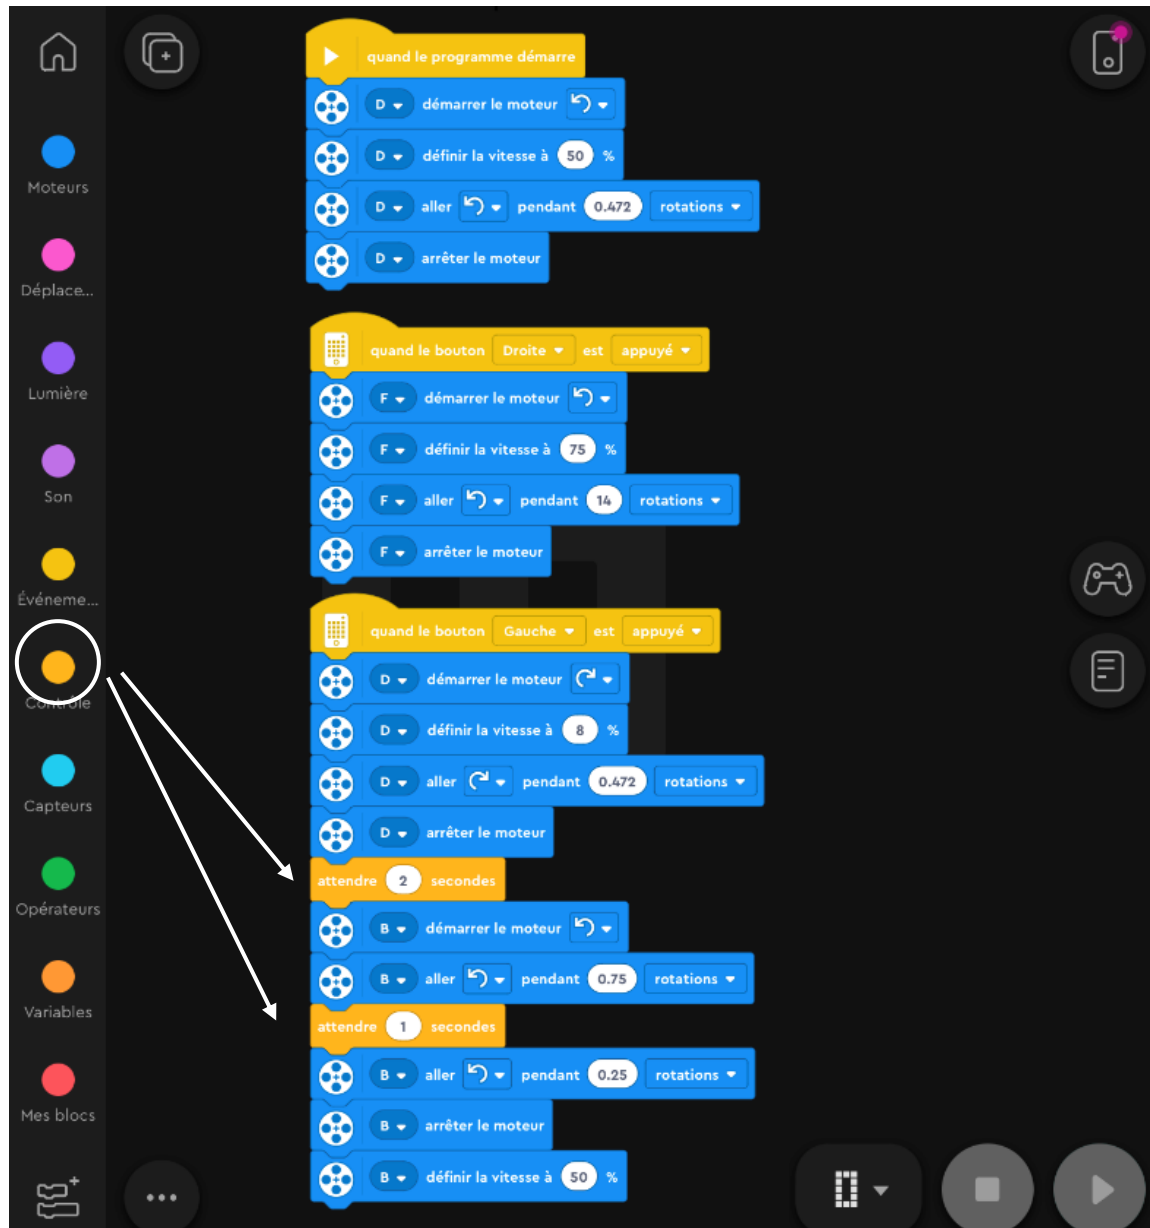 quand le programme démarre
D démarrer le moteur
D définir la vitesse à 50 %
D aller pendant 0.472 rotations
D arrêter le moteur
quand le bouton Droite est appuyé
F démarrer le moteur
F définir la vitesse à 75 %
F aller pendant 14 rotations
F arrêter le moteur
quand le bouton Gauche est appuyé
D démarrer le moteur
D définir la vitesse à 8 %
D aller pendant 0.472 rotations
D arrêter le moteur
attendre 2 secondes
B démarrer le moteur
B aller pendant 0.75 rotations
attendre 1 secondes
B aller pendant 0.25 rotations
B arrêter le moteur
B définir la vitesse à 50 %
Moteurs
Déplace...
Lumière
Son
Événeme...
Contrôle
Capteurs
Opérateurs
Variables
Mes blocs